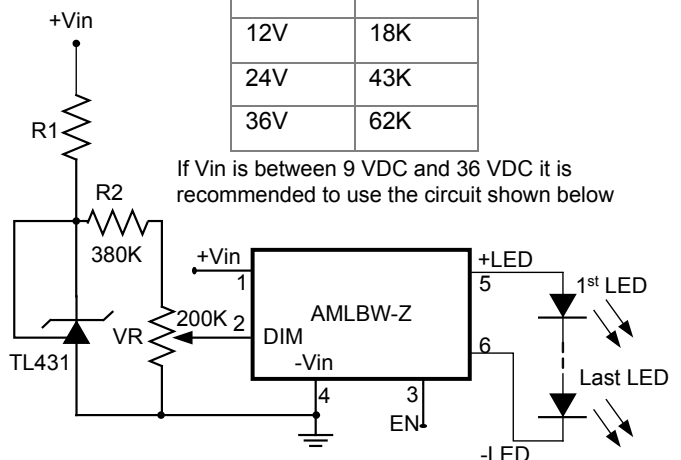 12V 18K
24V 43K
36V 62K
If Vin is between 9 VDC and 36 VDC it is
recommended to use the circuit shown below
+Vin
R1
R2
380K
TL431
VR
200K
+Vin
1
2
DIM
AMLBW-Z
-Vin
4
3
EN
+LED
5
6
1st LED
Last LED
-LED